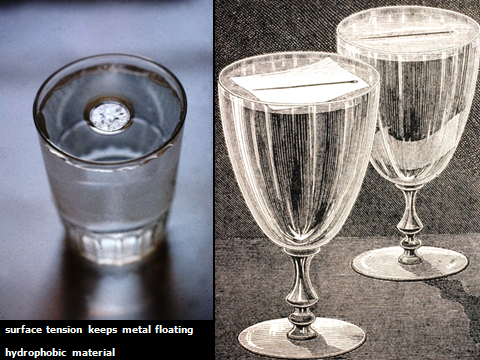 surface tension keeps metal floating
hydrophobic material